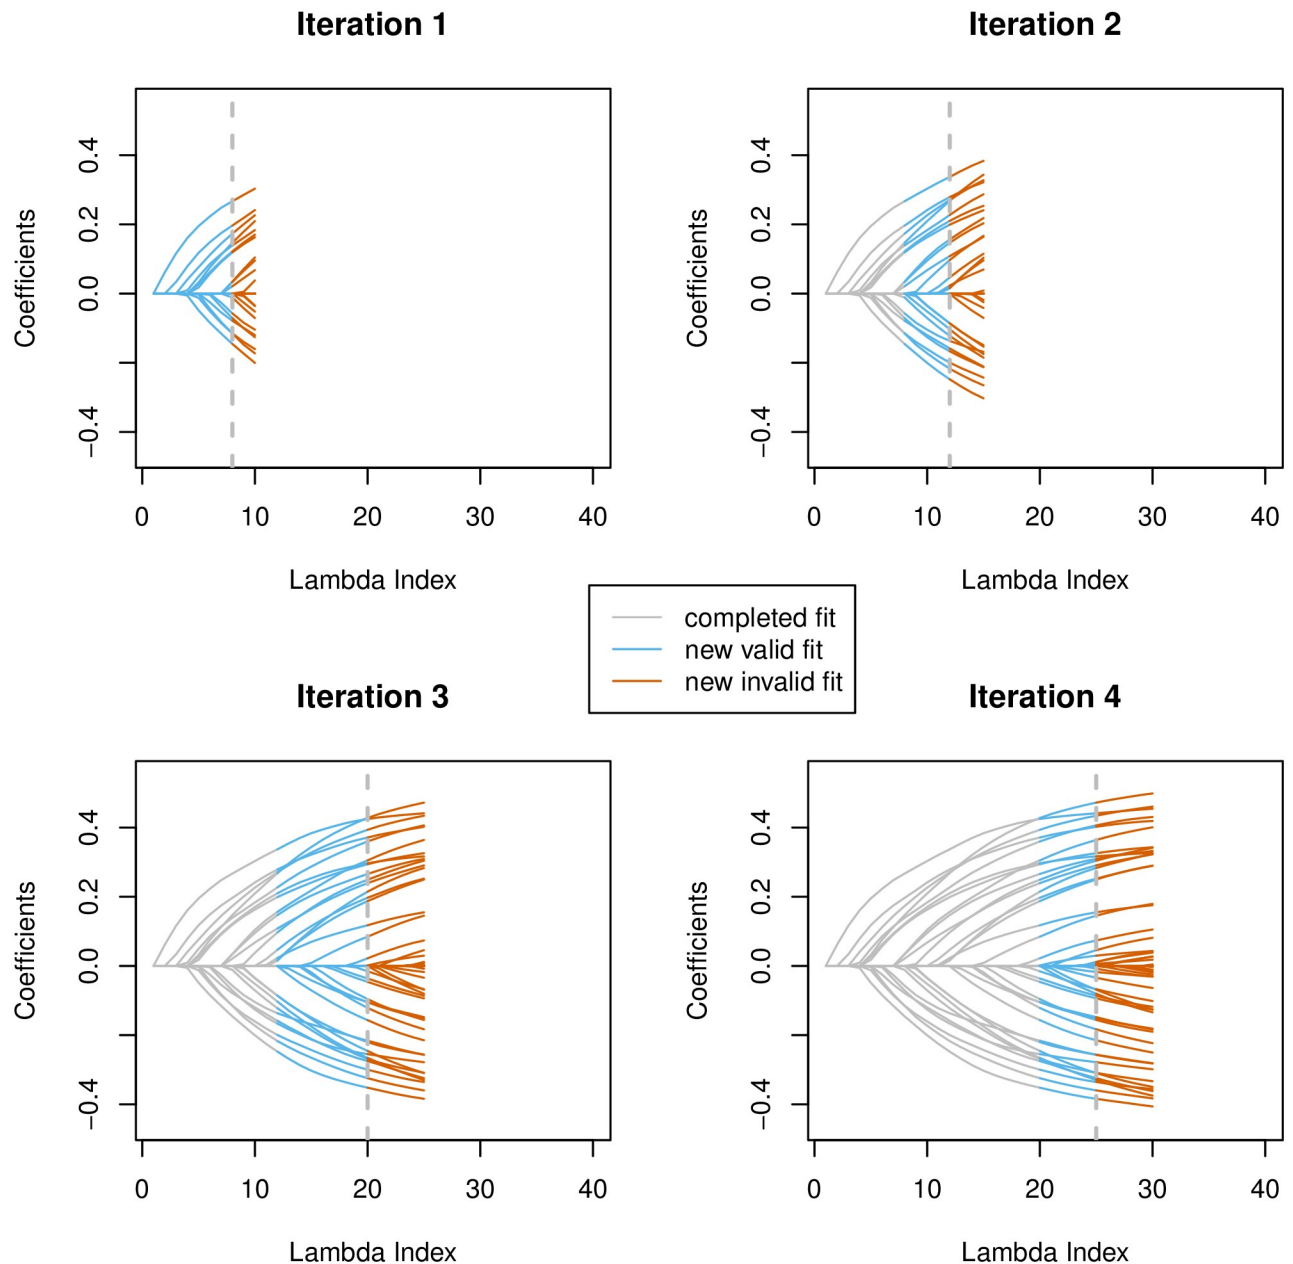 Iteration 1
Iteration 2
Coefficients
0.4
0.2
0.0
−0.4
0 10 20 30 40
Lambda Index
Coefficients
0.4
0.2
0.0
−0.4
0 10 20 30 40
Lambda Index
completed fit
new valid fit
new invalid fit
Iteration 3
Iteration 4
Coefficients
0.4
0.2
0.0
−0.4
0 10 20 30 40
Lambda Index
Coefficients
0.4
0.2
0.0
−0.4
0 10 20 30 40
Lambda Index